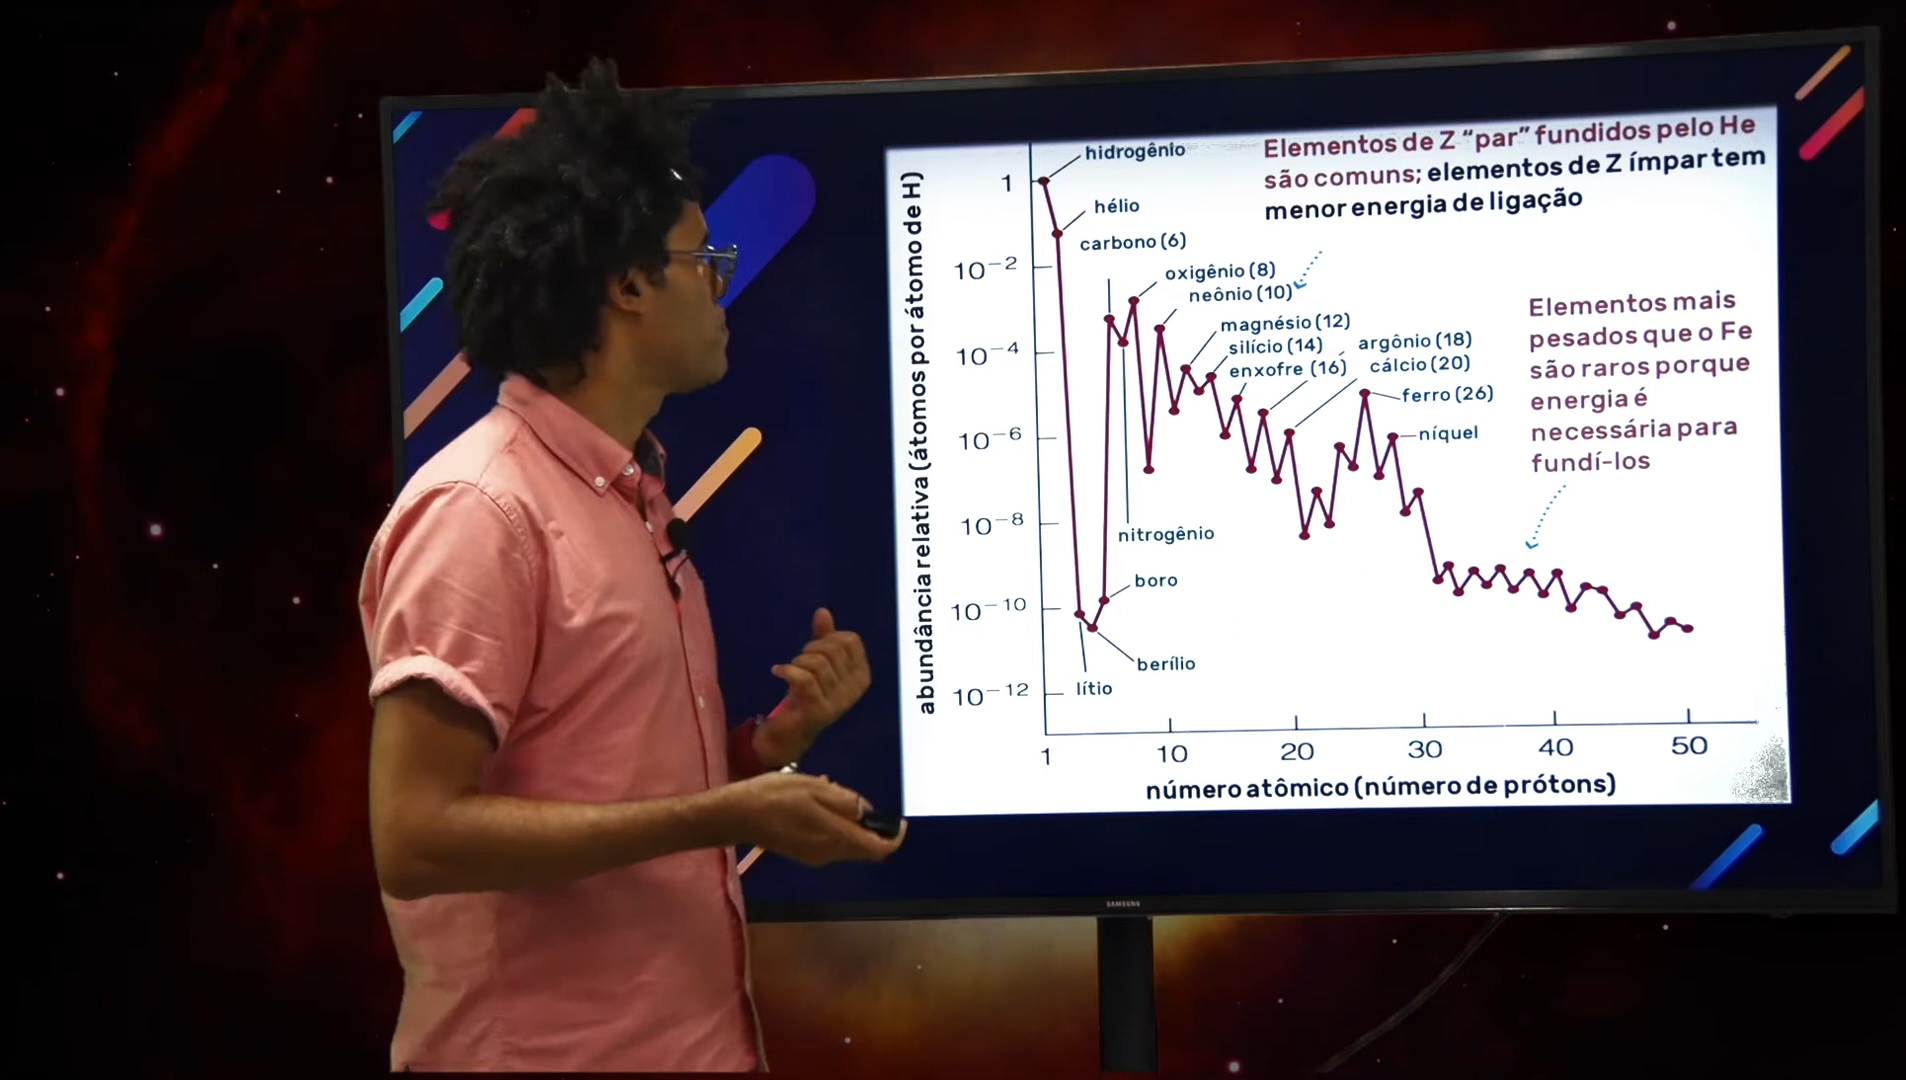 Elementos de Z “par” fundidos pelo He
são comuns; elementos de Z ímpar tem
menor energia de ligação
hidrogênio
hélio
carbono (6)
oxigênio (8)
neônio (10)
magnésio (12)
silício (14)
enxofre (16)
argônio (18)
cálcio (20)
ferro (26)
níquel
nitrogênio
boro
berílio
lítio
Elementos mais
pesados que o Fe
são raros porque
energia é
necessária para
fundí-los
abundância relativa (átomos por átomo de H)
1
10−2
10−4
10−6
10−8
10−10
10−12
1 10 20 30 40 50
número atômico (número de prótons)
SAMSUNG